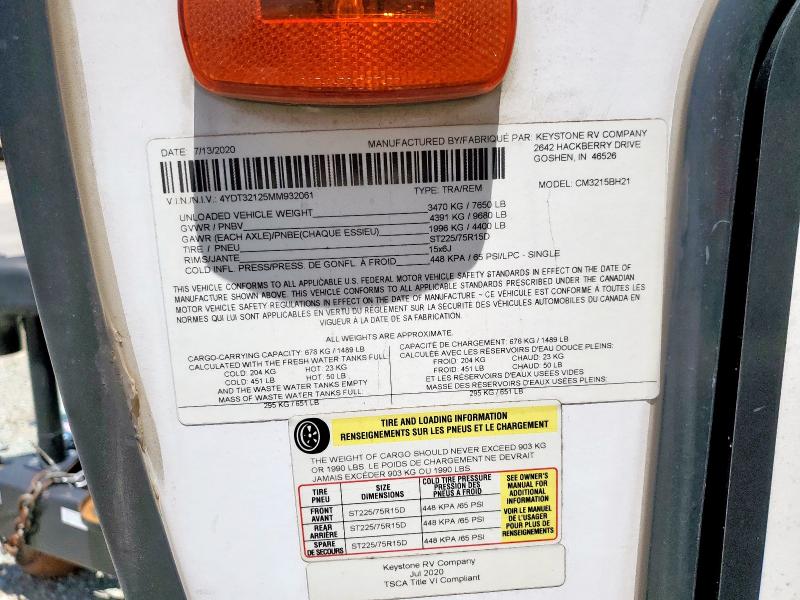 DATE: 7/13/2020
MANUFACTURED BY/FABRIQUÉ PAR: KEYSTONE RV COMPANY
2642 HACKBERRY DRIVE
GOSHEN, IN 46526
V.I.N./N.I.V.: 4YDT32125MM932061
TYPE: TRA/REM
MODEL: CM3215BH21
UNLOADED VEHICLE WEIGHT 3470 KG / 7650 LB
GVWR / PNBV 4391 KG / 9680 LB
GAWR (EACH AXLE)/PNBE(CHAQUE ESSIEU) 1996 KG / 4400 LB
TIRE / PNEU ST225/75R15D
RIMS/JANTE 15x6J
COLD INFL. PRESS/PRESS. DE GONFL. À FROID 448 KPA / 65 PSI/LPC - SINGLE
THIS VEHICLE CONFORMS TO ALL APPLICABLE U.S. FEDERAL MOTOR VEHICLE SAFETY STANDARDS IN EFFECT ON THE DATE OF
MANUFACTURE SHOWN ABOVE. THIS VEHICLE CONFORMS TO ALL APPLICABLE STANDARDS PRESCRIBED UNDER THE CANADIAN
MOTOR VEHICLE SAFETY REGULATIONS IN EFFECT ON THE DATE OF MANUFACTURE ~ CE VÉHICULE EST CONFORME À TOUTES LES
NORMES QUI LUI SONT APPLICABLES EN VERTU DU RÈGLEMENT SUR LA SÉCURITÉ DES VÉHICULES AUTOMOBILES DU CANADA EN
VIGUEUR À LA DATE DE SA FABRICATION.
ALL WEIGHTS ARE APPROXIMATE.
CARGO-CARRYING CAPACITY: 676 KG / 1489 LB
CALCULATED WITH THE FRESH WATER TANKS FULL
COLD: 204 KG HOT: 23 KG
COLD: 451 LB HOT: 50 LB
AND THE WASTE WATER TANKS EMPTY
MASS OF WASTE WATER TANKS FULL:
295 KG / 651 LB
CAPACITÉ DE CHARGEMENT: 676 KG / 1489 LB
CALCULÉE AVEC LES RÉSERVOIRS D'EAU DOUCE PLEINS:
FROID: 204 KG CHAUD: 23 KG
FROID: 451 LB CHAUD: 50 LB
ET LES RÉSERVOIRS D'EAUX USÉES VIDES
MASSE DES RÉSERVOIRS D'EAUX USÉES PLEINS:
295 KG / 651 LB
TIRE AND LOADING INFORMATION
RENSEIGNEMENTS SUR LES PNEUS ET LE CHARGEMENT
THE WEIGHT OF CARGO SHOULD NEVER EXCEED 903 KG
OR 1990 LBS. LE POIDS DE CHARGEMENT NE DEVRAIT
JAMAIS EXCÉDER 903 KG OU 1990 LBS.
TIRE
PNEU
SIZE
DIMENSIONS
COLD TIRE PRESSURE
PRESSION DES
PNEUS A FROID
FRONT
AVANT
ST225/75R15D
448 KPA /65 PSI
REAR
ARRIÈRE
ST225/75R15D
448 KPA /65 PSI
SPARE
DE SECOURS
ST225/75R15D
448 KPA /65 PSI
SEE OWNER'S
MANUAL FOR
ADDITIONAL
INFORMATION
VOIR LE MANUEL
DE L'USAGER
POUR PLUS DE
RENSEIGNEMENTS
Keystone RV Company
Jul 2020
TSCA Title VI Compliant